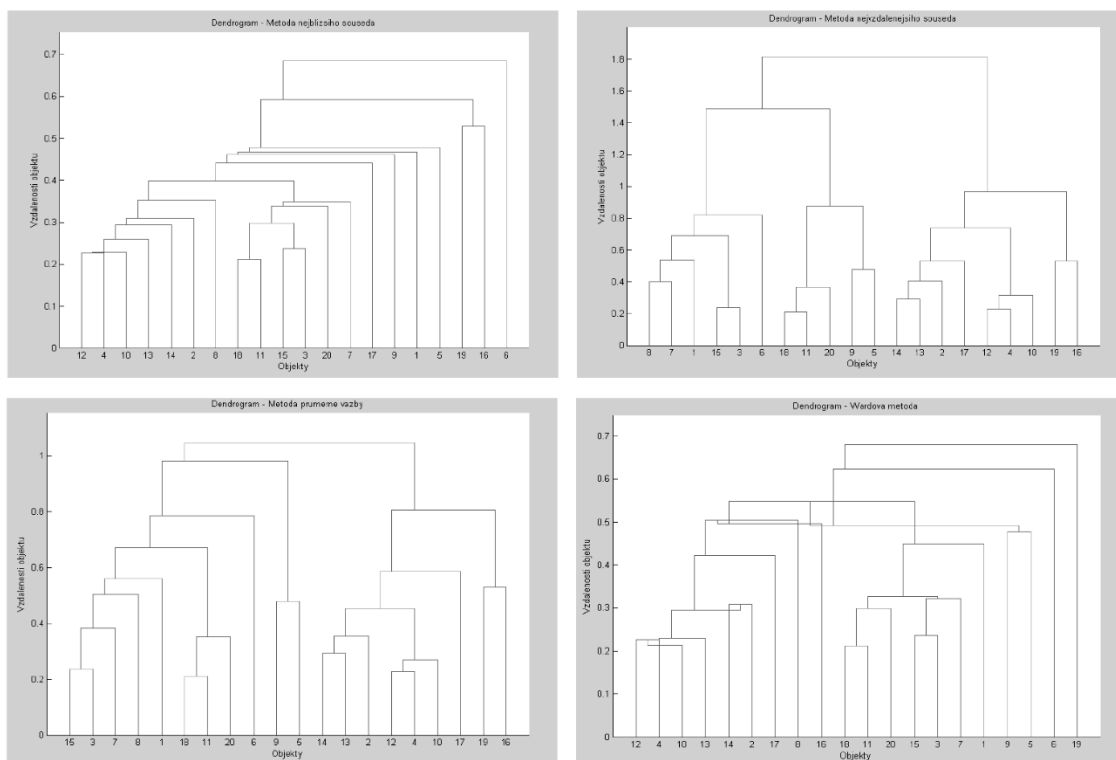 Dendrogram - Metoda nejblizsiho souseda
Vzdalenosti objektu
0.7
0.6
0.5
0.4
0.3
0.2
0.1
0
12 4 10 13 14 2 8 18 11 15 3 20 7 17 9 1 5 19 16 6
Objekty
Dendrogram - Metoda nejvzdalenejsiho souseda
Vzdalenosti objektu
1.8
1.6
1.4
1.2
1
0.8
0.6
0.4
0.2
0
8 7 1 15 3 6 18 11 20 9 5 14 13 2 17 12 4 10 19 16
Objekty
Dendrogram - Metoda prumerne vazby
Vzdalenosti objektu
1
0.8
0.6
0.4
0.2
0
15 3 7 8 1 18 11 20 6 9 5 14 13 2 12 4 10 17 19 16
Objekty
Dendrogram - Wardova metoda
Vzdalenosti objektu
0.7
0.6
0.5
0.4
0.3
0.2
0.1
0
12 4 10 13 14 2 17 8 16 18 11 20 15 3 7 1 9 5 6 19
Objekty